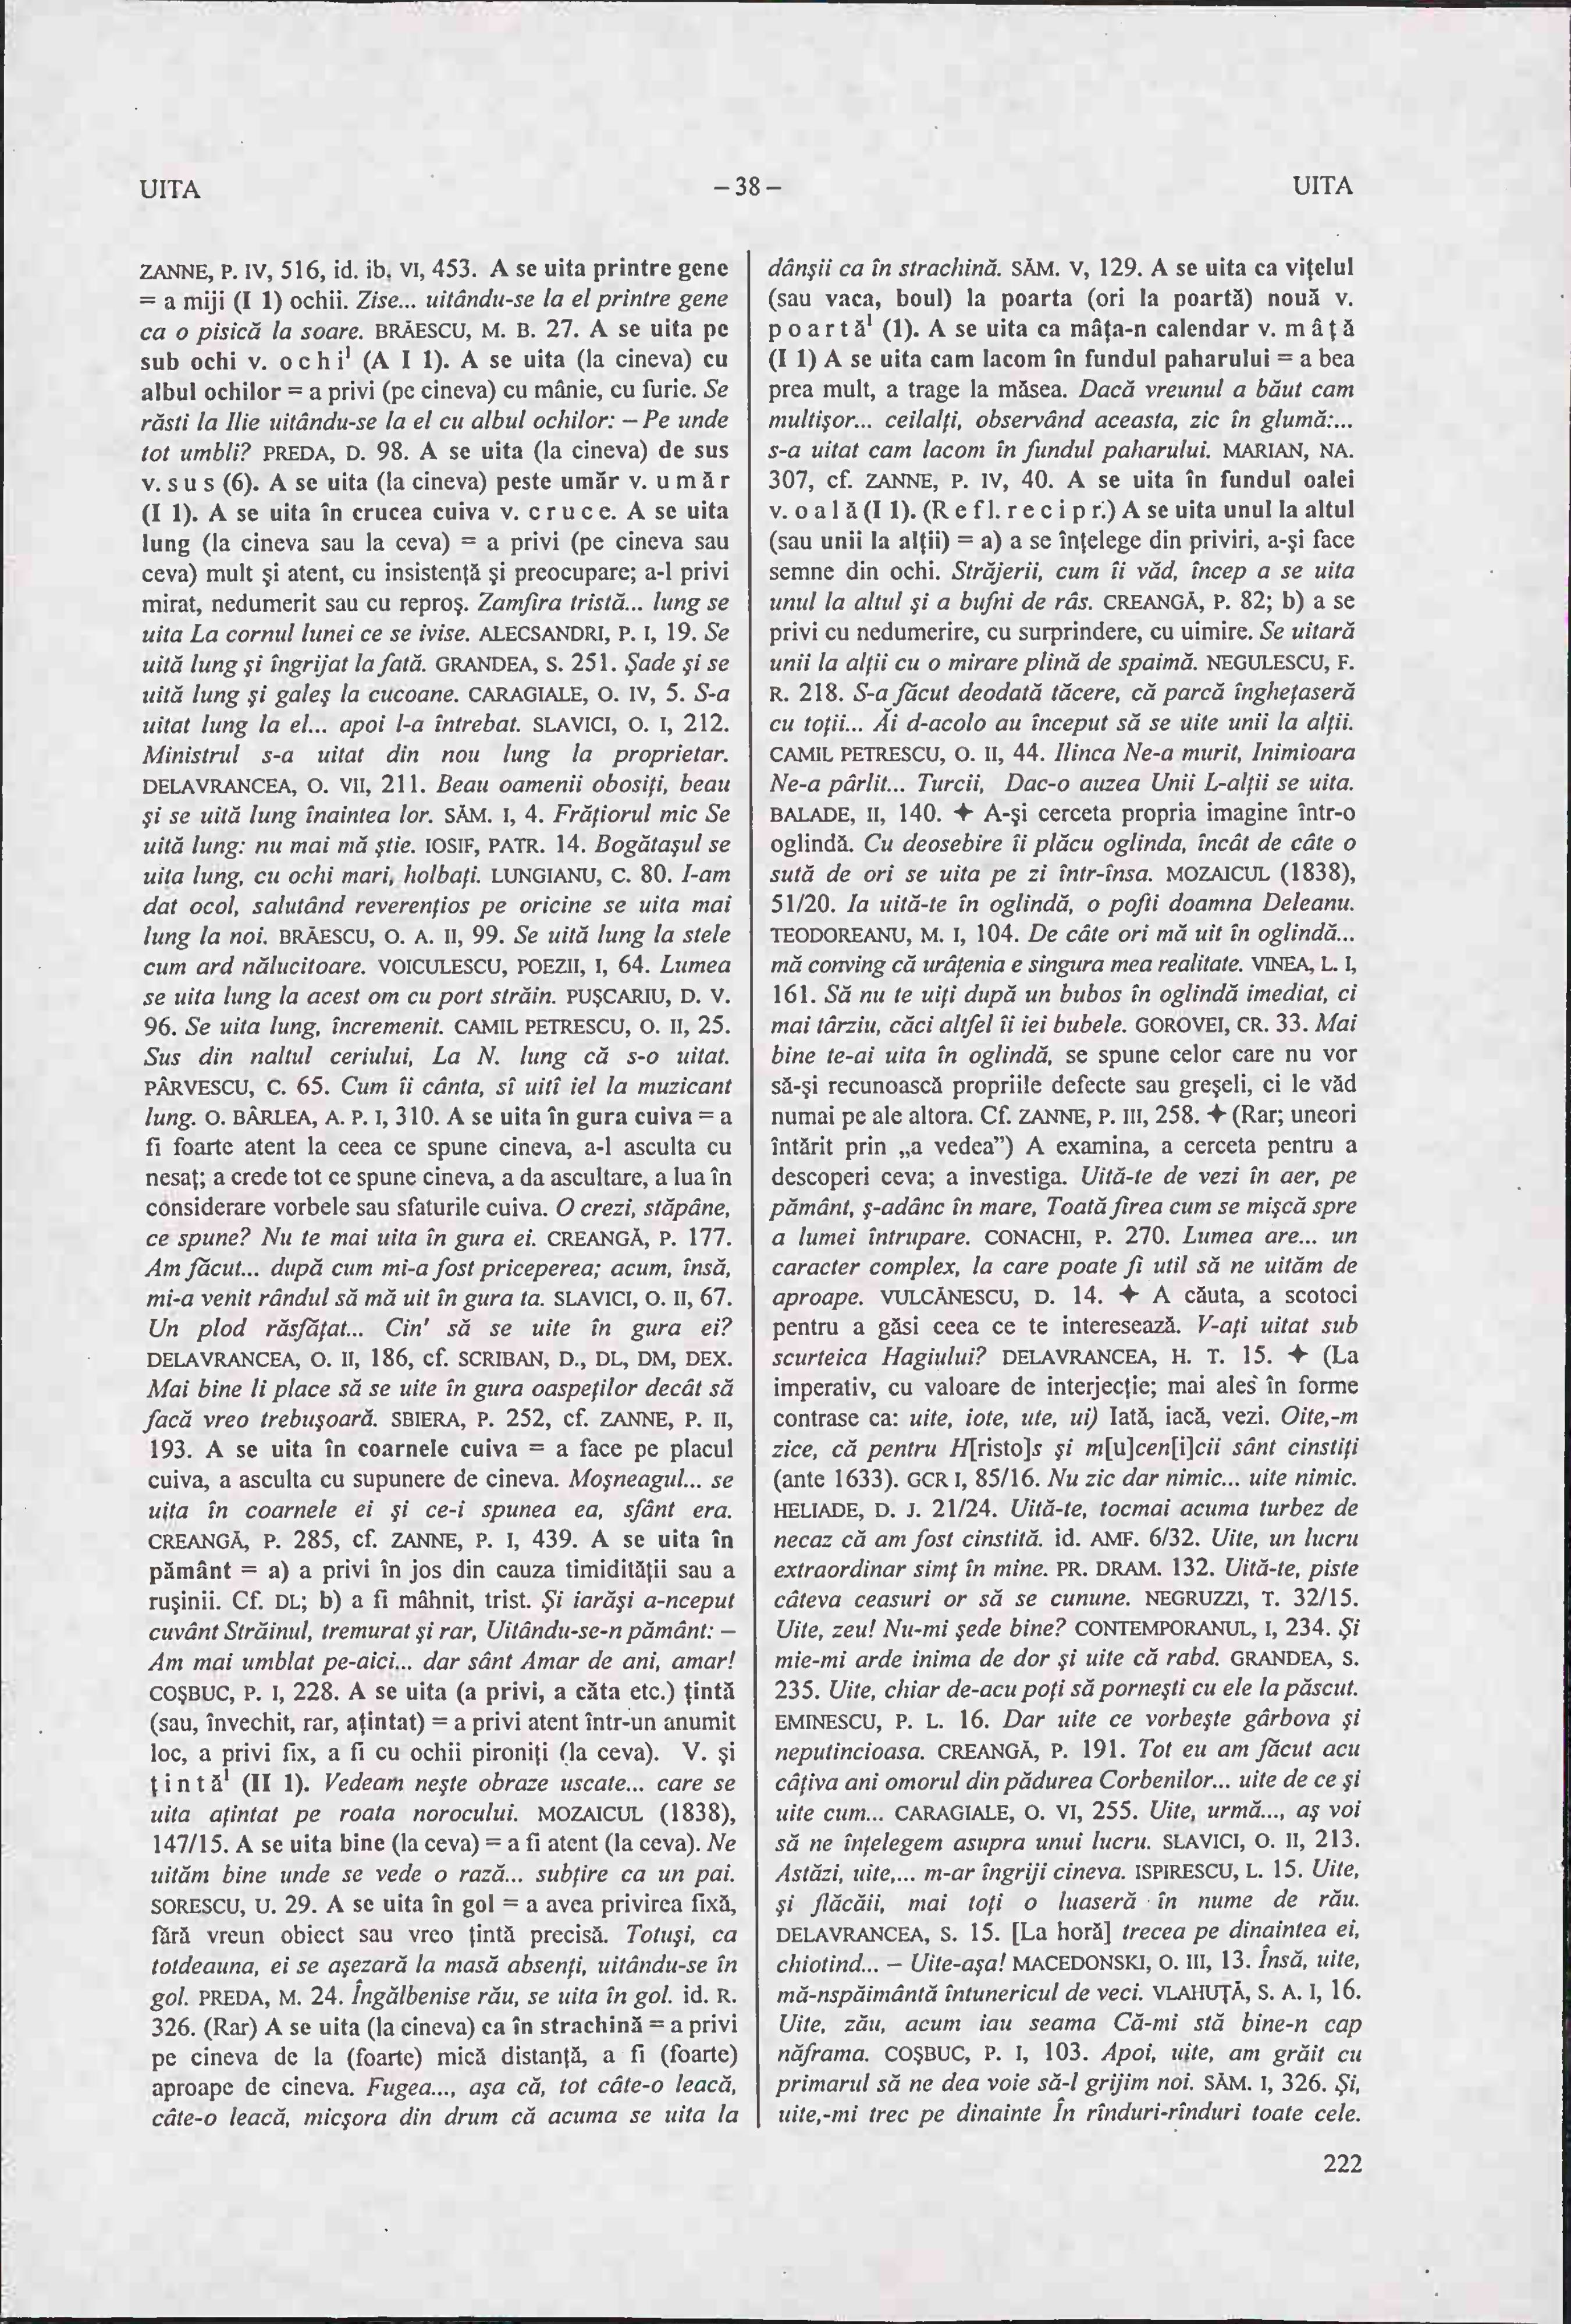 UITA
– 38 –
UITA
ZANNE, P. IV, 516, id. ib. VI, 453. A se uita printre gene
= a miji (I 1) ochii. Zise... uitându-se la el printre gene
ca o pisică la soare. BRĂESCU, M. B. 27. A se uita pe
sub ochi v. o c h i¹ (A I 1). A se uita (la cineva) cu
albul ochilor = a privi (pe cineva) cu mânie, cu furie. Se
răsti la Ilie uitându-se la el cu albul ochilor: – Pe unde
tot umbli? PREDA, D. 98. A se uita (la cineva) de sus
v. s u s (6). A se uita (la cineva) peste umăr v. u m ă r
(I 1). A se uita în crucea cuiva v. c r u c e. A se uita
lung (la cineva sau la ceva) = a privi (pe cineva sau
ceva) mult şi atent, cu insistenţă şi preocupare; a-l privi
mirat, nedumerit sau cu reproş. Zamfira tristă... lung se
uita La cornul lunei ce se ivise. ALECSANDRI, P. I, 19. Se
uită lung şi îngrijat la fată. GRANDEA, S. 251. Şade şi se
uită lung şi galeş la cucoane. CARAGIALE, O. IV, 5. S-a
uitat lung la el... apoi l-a întrebat. SLAVICI, O. I, 212.
Ministrul s-a uitat din nou lung la proprietar.
DELAVRANCEA, O. VII, 211. Beau oamenii obosiţi, beau
şi se uită lung înaintea lor. SĂM. I, 4. Frăţiorul mic Se
uită lung: nu mai mă ştie. IOSIF, PATR. 14. Bogătaşul se
uita lung, cu ochi mari, holbaţi. LUNGIANU, C. 80. I-am
dat ocol, salutând reverenţios pe oricine se uita mai
lung la noi. BRĂESCU, O. A. II, 99. Se uită lung la stele
cum ard nălucitoare. VOICULESCU, POEZII, I, 64. Lumea
se uita lung la acest om cu port străin. PUŞCARIU, D. V.
96. Se uita lung, încremenit. CAMIL PETRESCU, O. II, 25.
Sus din naltul ceriului, La N. lung că s-o uitat.
PÂRVESCU, C. 65. Cum îi cânta, sî uitî iel la muzicant
lung. O. BÂRLEA, A. P. I, 310. A se uita în gura cuiva = a
fi foarte atent la ceea ce spune cineva, a-l asculta cu
nesaţ; a crede tot ce spune cineva, a da ascultare, a lua în
considerare vorbele sau sfaturile cuiva. O crezi, stăpâne,
ce spune? Nu te mai uita în gura ei. CREANGĂ, P. 177.
Am făcut... după cum mi-a fost priceperea; acum, însă,
mi-a venit rândul să mă uit în gura ta. SLAVICI, O. II, 67.
Un plod răsfăţat... Cin' să se uite în gura ei?
DELAVRANCEA, O. II, 186, cf. SCRIBAN, D., DL, DM, DEX.
Mai bine li place să se uite în gura oaspeţilor decât să
facă vreo trebuşoară. SBIERA, P. 252, cf. ZANNE, P. II,
193. A se uita în coarnele cuiva = a face pe placul
cuiva, a asculta cu supunere de cineva. Moşneagul... se
uita în coarnele ei şi ce-i spunea ea, sfânt era.
CREANGĂ, P. 285, cf. ZANNE, P. I, 439. A se uita în
pământ = a) a privi în jos din cauza timidităţii sau a
ruşinii. Cf. DL; b) a fi mâhnit, trist. Şi iarăşi a-nceput
cuvânt Străinul, tremurat şi rar, Uitându-se-n pământ: –
Am mai umblat pe-aici... dar sânt Amar de ani, amar!
COŞBUC, P. I, 228. A se uita (a privi, a căta etc.) ţintă
(sau, învechit, rar, aţintat) = a privi atent într-un anumit
loc, a privi fix, a fi cu ochii pironiţi (la ceva). V. şi
ţ i n t ă¹ (II 1). Vedeam neşte obraze uscate... care se
uita aţintat pe roata norocului. MOZAICUL (1838),
147/15. A se uita bine (la ceva) = a fi atent (la ceva). Ne
uităm bine unde se vede o rază... subţire ca un pai.
SORESCU, U. 29. A se uita în gol = a avea privirea fixă,
fără vreun obiect sau vreo ţintă precisă. Totuşi, ca
totdeauna, ei se aşezară la masă absenţi, uitându-se în
gol. PREDA, M. 24. Îngălbenise rău, se uita în gol. id. R.
326. (Rar) A se uita (la cineva) ca în strachină = a privi
pe cineva de la (foarte) mică distanţă, a fi (foarte)
aproape de cineva. Fugea..., aşa că, tot câte-o leacă,
câte-o leacă, micşora din drum că acuma se uita la
dânşii ca în strachină. SĂM. V, 129. A se uita ca viţelul
(sau vaca, boul) la poarta (ori la poartă) nouă v.
p o a r t ă¹ (1). A se uita ca mâţa-n calendar v. m â ţ ă
(I 1) A se uita cam lacom în fundul paharului = a bea
prea mult, a trage la măsea. Dacă vreunul a băut cam
multişor... ceilalţi, observând aceasta, zic în glumă:...
s-a uitat cam lacom în fundul paharului. MARIAN, NA.
307, cf. ZANNE, P. IV, 40. A se uita în fundul oalei
v. o a l ă (I 1). (R e f l. r e c i p r.) A se uita unul la altul
(sau unii la alţii) = a) a se înţelege din priviri, a-şi face
semne din ochi. Străjerii, cum îi văd, încep a se uita
unul la altul şi a bufni de râs. CREANGĂ, P. 82; b) a se
privi cu nedumerire, cu surprindere, cu uimire. Se uitară
unii la alţii cu o mirare plină de spaimă. NEGULESCU, F.
R. 218. S-a făcut deodată tăcere, că parcă îngheţaseră
cu toţii... Ăi d-acolo au început să se uite unii la alţii.
CAMIL PETRESCU, O. II, 44. Ilinca Ne-a murit, Inimioara
Ne-a pârlit... Turcii, Dac-o auzea Unii L-alţii se uita.
BALADE, II, 140. ✦ A-şi cerceta propria imagine într-o
oglindă. Cu deosebire îi plăcu oglinda, încât de câte o
sută de ori se uita pe zi într-însa. MOZAICUL (1838),
51/20. Ia uită-te în oglindă, o pofti doamna Deleanu.
TEODOREANU, M. I, 104. De câte ori mă uit în oglindă...
mă conving că urâţenia e singura mea realitate. VINEA, L. I,
161. Să nu te uiţi după un bubos în oglindă imediat, ci
mai târziu, căci altfel îi iei bubele. GOROVEI, CR. 33. Mai
bine te-ai uita în oglindă, se spune celor care nu vor
să-şi recunoască propriile defecte sau greşeli, ci le văd
numai pe ale altora. Cf. ZANNE, P. III, 258. ✦ (Rar; uneori
întărit prin „a vedea”) A examina, a cerceta pentru a
descoperi ceva; a investiga. Uită-te de vezi în aer, pe
pământ, ş-adânc în mare, Toată firea cum se mişcă spre
a lumei întrupare. CONACHI, P. 270. Lumea are... un
caracter complex, la care poate fi util să ne uităm de
aproape. VULCĂNESCU, D. 14. ✦ A căuta, a scotoci
pentru a găsi ceea ce te interesează. V-aţi uitat sub
scurteica Hagiului? DELAVRANCEA, H. T. 15. ✦ (La
imperativ, cu valoare de interjecţie; mai ales în forme
contrase ca: uite, iote, ute, ui) Iată, iacă, vezi. Oite,-m
zice, că pentru H[risto]s şi m[u]cen[i]cii sânt cinstiţi
(ante 1633). GCR I, 85/16. Nu zic dar nimic... uite nimic.
HELIADE, D. J. 21/24. Uită-te, tocmai acuma turbez de
necaz că am fost cinstită. id. AMF. 6/32. Uite, un lucru
extraordinar simţ în mine. PR. DRAM. 132. Uită-te, piste
câteva ceasuri or să se cunune. NEGRUZZI, T. 32/15.
Uite, zeu! Nu-mi şede bine? CONTEMPORANUL, I, 234. Şi
mie-mi arde inima de dor şi uite că rabd. GRANDEA, S.
235. Uite, chiar de-acu poţi să porneşti cu ele la păscut.
EMINESCU, P. L. 16. Dar uite ce vorbeşte gârbova şi
neputincioasa. CREANGĂ, P. 191. Tot eu am făcut acu
câţiva ani omorul din pădurea Corbenilor... uite de ce şi
uite cum... CARAGIALE, O. VI, 255. Uite, urmă..., aş voi
să ne înţelegem asupra unui lucru. SLAVICI, O. II, 213.
Astăzi, uite,... m-ar îngriji cineva. ISPIRESCU, L. 15. Uite,
şi flăcăii, mai toţi o luaseră în nume de rău.
DELAVRANCEA, S. 15. [La horă] trecea pe dinaintea ei,
chiotind... – Uite-aşa! MACEDONSKI, O. III, 13. Însă, uite,
mă-nspăimântă întunericul de veci. VLAHUŢĂ, S. A. I, 16.
Uite, zău, acum iau seama Că-mi stă bine-n cap
năframa. COŞBUC, P. I, 103. Apoi, uite, am grăit cu
primarul să ne dea voie să-l grijim noi. SĂM. I, 326. Şi,
uite,-mi trec pe dinainte În rînduri-rînduri toate cele.
222